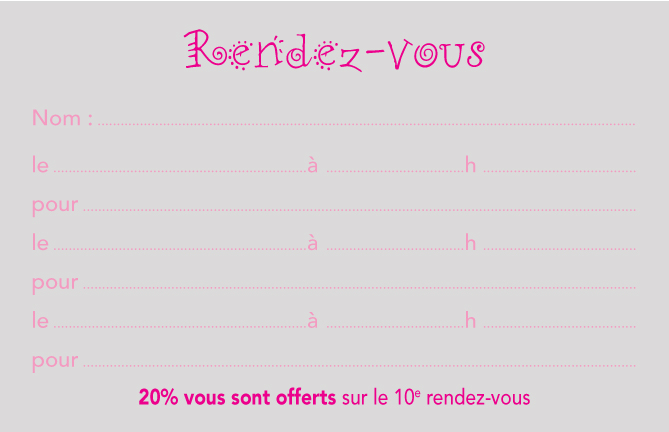 Rendez-vous
Nom : ..........
le .......... à .......... h ..........
pour ..........
le .......... à .......... h ..........
pour ..........
le .......... à .......... h ..........
pour ..........
20% vous sont offerts sur le 10e rendez-vous